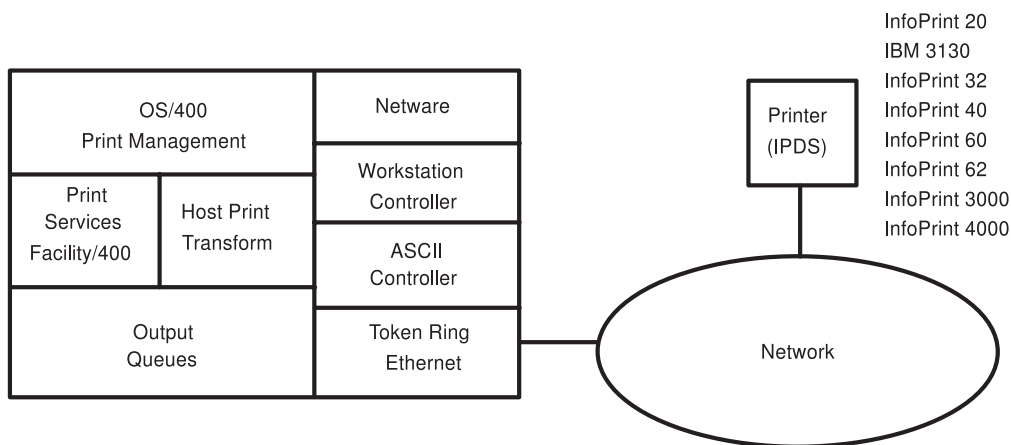 OS/400
Print Management
Print
Services
Facility/400
Host Print
Transform
Output
Queues
Netware
Workstation
Controller
ASCII
Controller
Token Ring
Ethernet
Printer
(IPDS)
InfoPrint 20
IBM 3130
InfoPrint 32
InfoPrint 40
InfoPrint 60
InfoPrint 62
InfoPrint 3000
InfoPrint 4000
Network